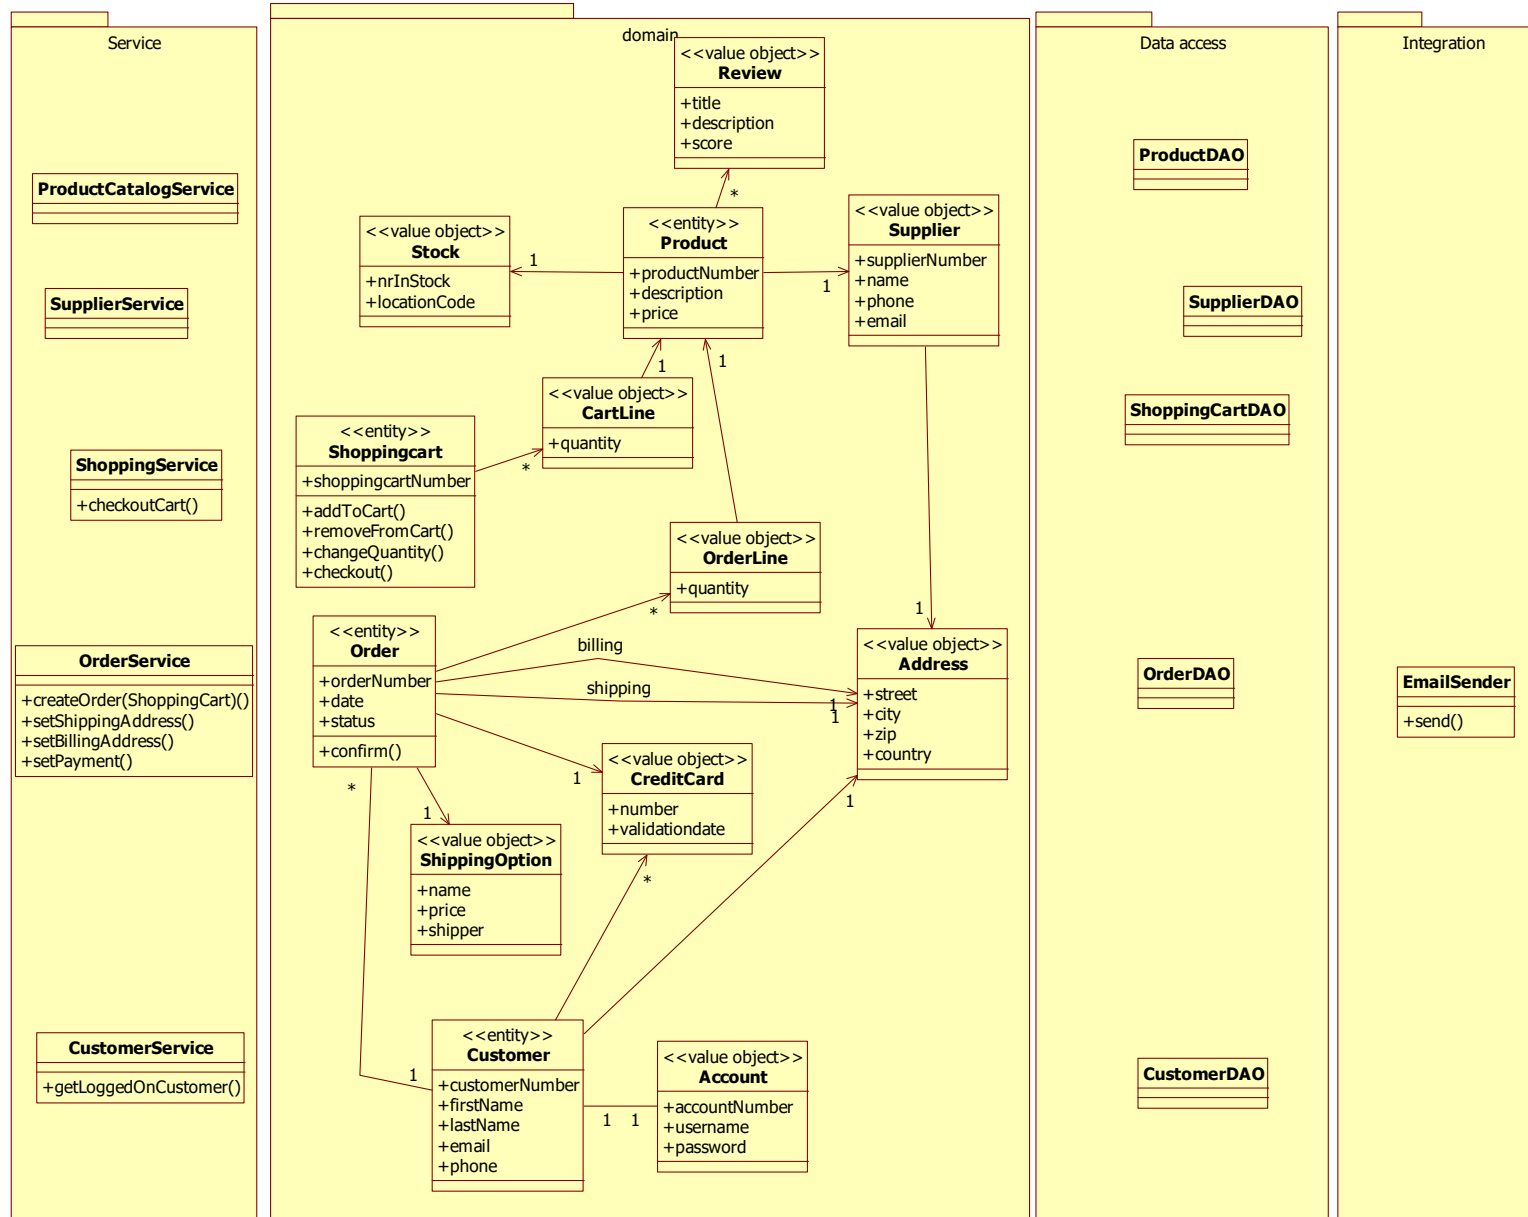 Service
ProductCatalogService
SupplierService
ShoppingService
+checkoutCart()
OrderService
+createOrder(ShoppingCart)()
+setShippingAddress()
+setBillingAddress()
+setPayment()
CustomerService
+getLoggedOnCustomer()
domain
<<value object>>
Review
+title
+description
+score
*
<<value object>>
Stock
+nrInStock
+locationCode
1
<<entity>>
Product
+productNumber
+description
+price
1
<<value object>>
Supplier
+supplierNumber
+name
+phone
+email
1
1
<<value object>>
CartLine
+quantity
<<entity>>
Shoppingcart
+shoppingcartNumber
+addToCart()
+removeFromCart()
+changeQuantity()
+checkout()
*
<<value object>>
OrderLine
+quantity
*
1
<<entity>>
Order
+orderNumber
+date
+status
+confirm()
billing
shipping
1
1
<<value object>>
Address
+street
+city
+zip
+country
1
*
1
1
<<value object>>
CreditCard
+number
+validationdate
*
<<value object>>
ShippingOption
+name
+price
+shipper
<<entity>>
Customer
+customerNumber
+firstName
+lastName
+email
+phone
1
1
1
<<value object>>
Account
+accountNumber
+username
+password
Data access
ProductDAO
SupplierDAO
ShoppingCartDAO
OrderDAO
CustomerDAO
Integration
EmailSender
+send()